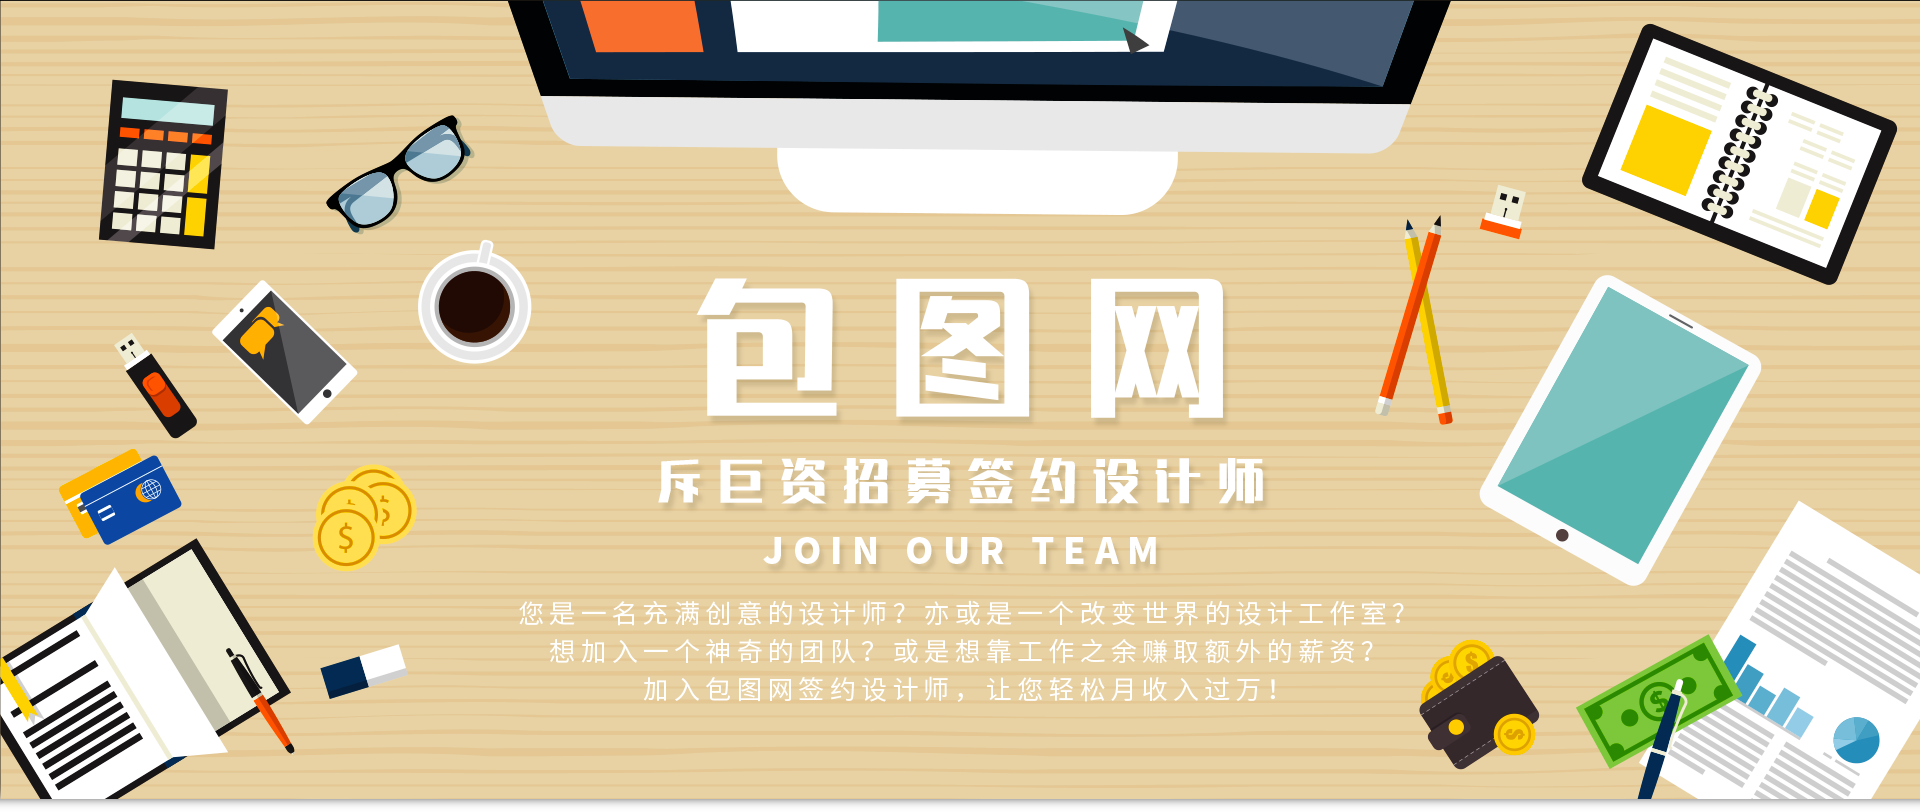 包图网
斥巨资招募签约设计师
JOIN OUR TEAM
您是一名充满创意的设计师？亦或是一个改变世界的设计工作室？
想加入一个神奇的团队？或是想靠工作之余赚取额外的薪资？
加入包图网签约设计师，让您轻松月收入过万！